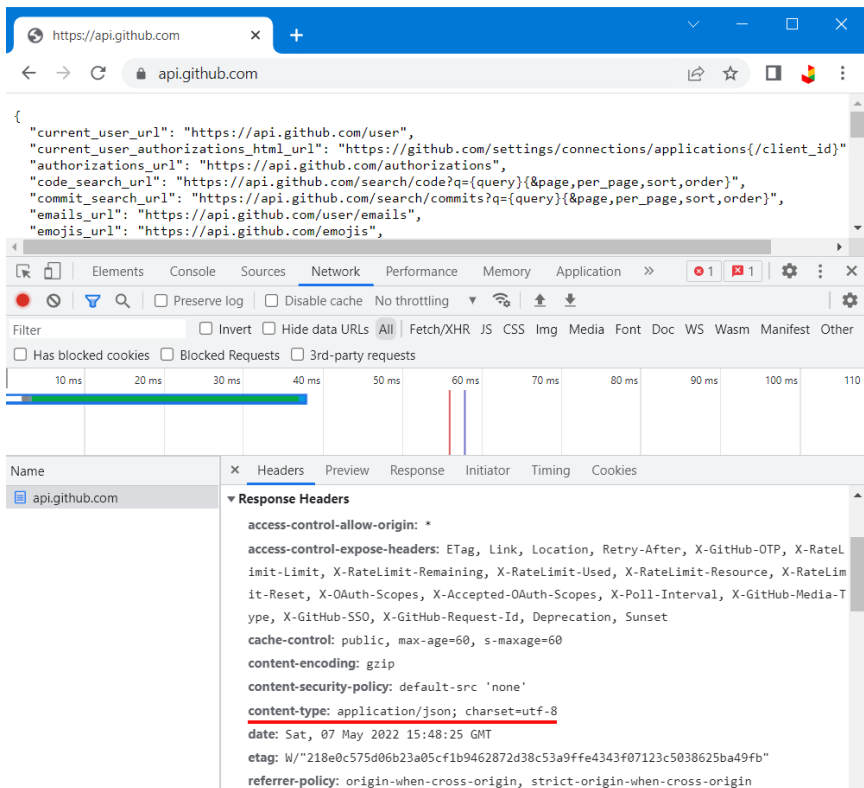 https://api.github.com
api.github.com
{
"current_user_url": "https://api.github.com/user",
"current_user_authorizations_html_url": "https://github.com/settings/connections/applications{/client_id}"
"authorizations_url": "https://api.github.com/authorizations",
"code_search_url": "https://api.github.com/search/code?q={query}{&page,per_page,sort,order}",
"commit_search_url": "https://api.github.com/search/commits?q={query}{&page,per_page,sort,order}",
"emails_url": "https://api.github.com/user/emails",
"emojis_url": "https://api.github.com/emojis",
Elements Console Sources Network Performance Memory Application » 1 1
Preserve log Disable cache No throttling
Filter Invert Hide data URLs All Fetch/XHR JS CSS Img Media Font Doc WS Wasm Manifest Other
Has blocked cookies Blocked Requests 3rd-party requests
10 ms 20 ms 30 ms 40 ms 50 ms 60 ms 70 ms 80 ms 90 ms 100 ms 110
Name × Headers Preview Response Initiator Timing Cookies
api.github.com
Response Headers
access-control-allow-origin: *
access-control-expose-headers: ETag, Link, Location, Retry-After, X-GitHub-OTP, X-RateL
imit-Limit, X-RateLimit-Remaining, X-RateLimit-Used, X-RateLimit-Resource, X-RateLim
it-Reset, X-OAuth-Scopes, X-Accepted-OAuth-Scopes, X-Poll-Interval, X-GitHub-Media-T
ype, X-GitHub-SSO, X-GitHub-Request-Id, Deprecation, Sunset
cache-control: public, max-age=60, s-maxage=60
content-encoding: gzip
content-security-policy: default-src 'none'
content-type: application/json; charset=utf-8
date: Sat, 07 May 2022 15:48:25 GMT
etag: W/"218e0c575d06b23a05cf1b9462872d38c53a9ffe4343f07123c5038625ba49fb"
referrer-policy: origin-when-cross-origin, strict-origin-when-cross-origin